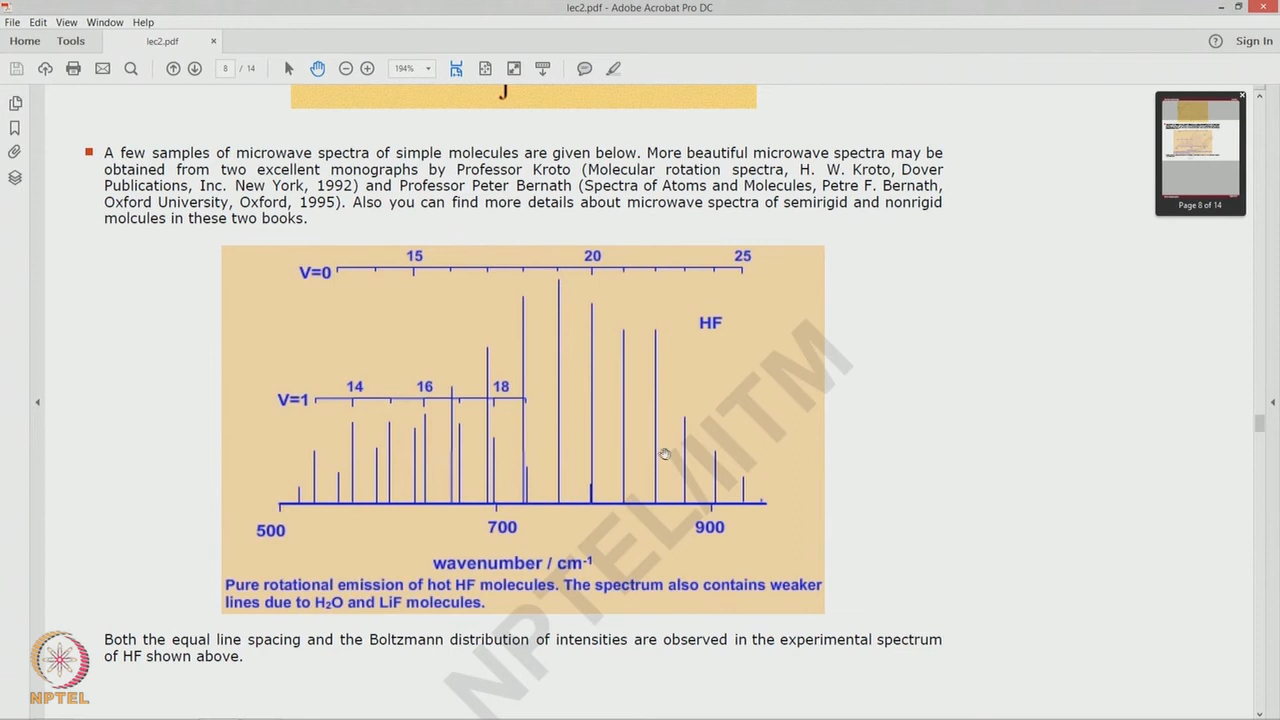 lec2.pdf - Adobe Acrobat Pro DC
File Edit View Window Help
Home Tools lec2.pdf × Sign In
8 / 14 194%
J
A few samples of microwave spectra of simple molecules are given below. More beautiful microwave spectra may be
obtained from two excellent monographs by Professor Kroto (Molecular rotation spectra, H. W. Kroto, Dover
Publications, Inc. New York, 1992) and Professor Peter Bernath (Spectra of Atoms and Molecules, Petre F. Bernath,
Oxford University, Oxford, 1995). Also you can find more details about microwave spectra of semirigid and nonrigid
molcules in these two books.
15 20 25
V=0
HF
14 16 18
V=1
500 700 900
wavenumber / cm-1
Pure rotational emission of hot HF molecules. The spectrum also contains weaker
lines due to H2O and LiF molecules.
Both the equal line spacing and the Boltzmann distribution of intensities are observed in the experimental spectrum
of HF shown above.
NPTEL/IITM
NPTEL
Page 8 of 14